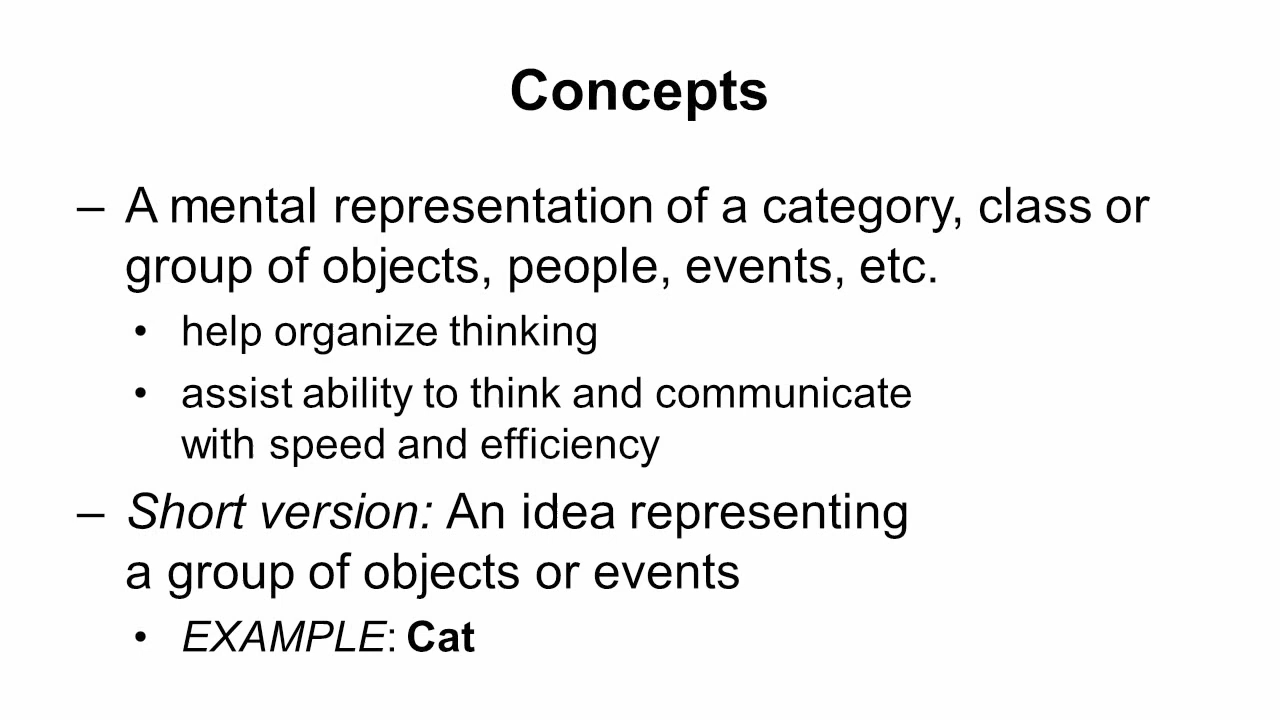 Concepts
– A mental representation of a category, class or
group of objects, people, events, etc.
• help organize thinking
• assist ability to think and communicate
with speed and efficiency
– Short version: An idea representing
a group of objects or events
• EXAMPLE: Cat